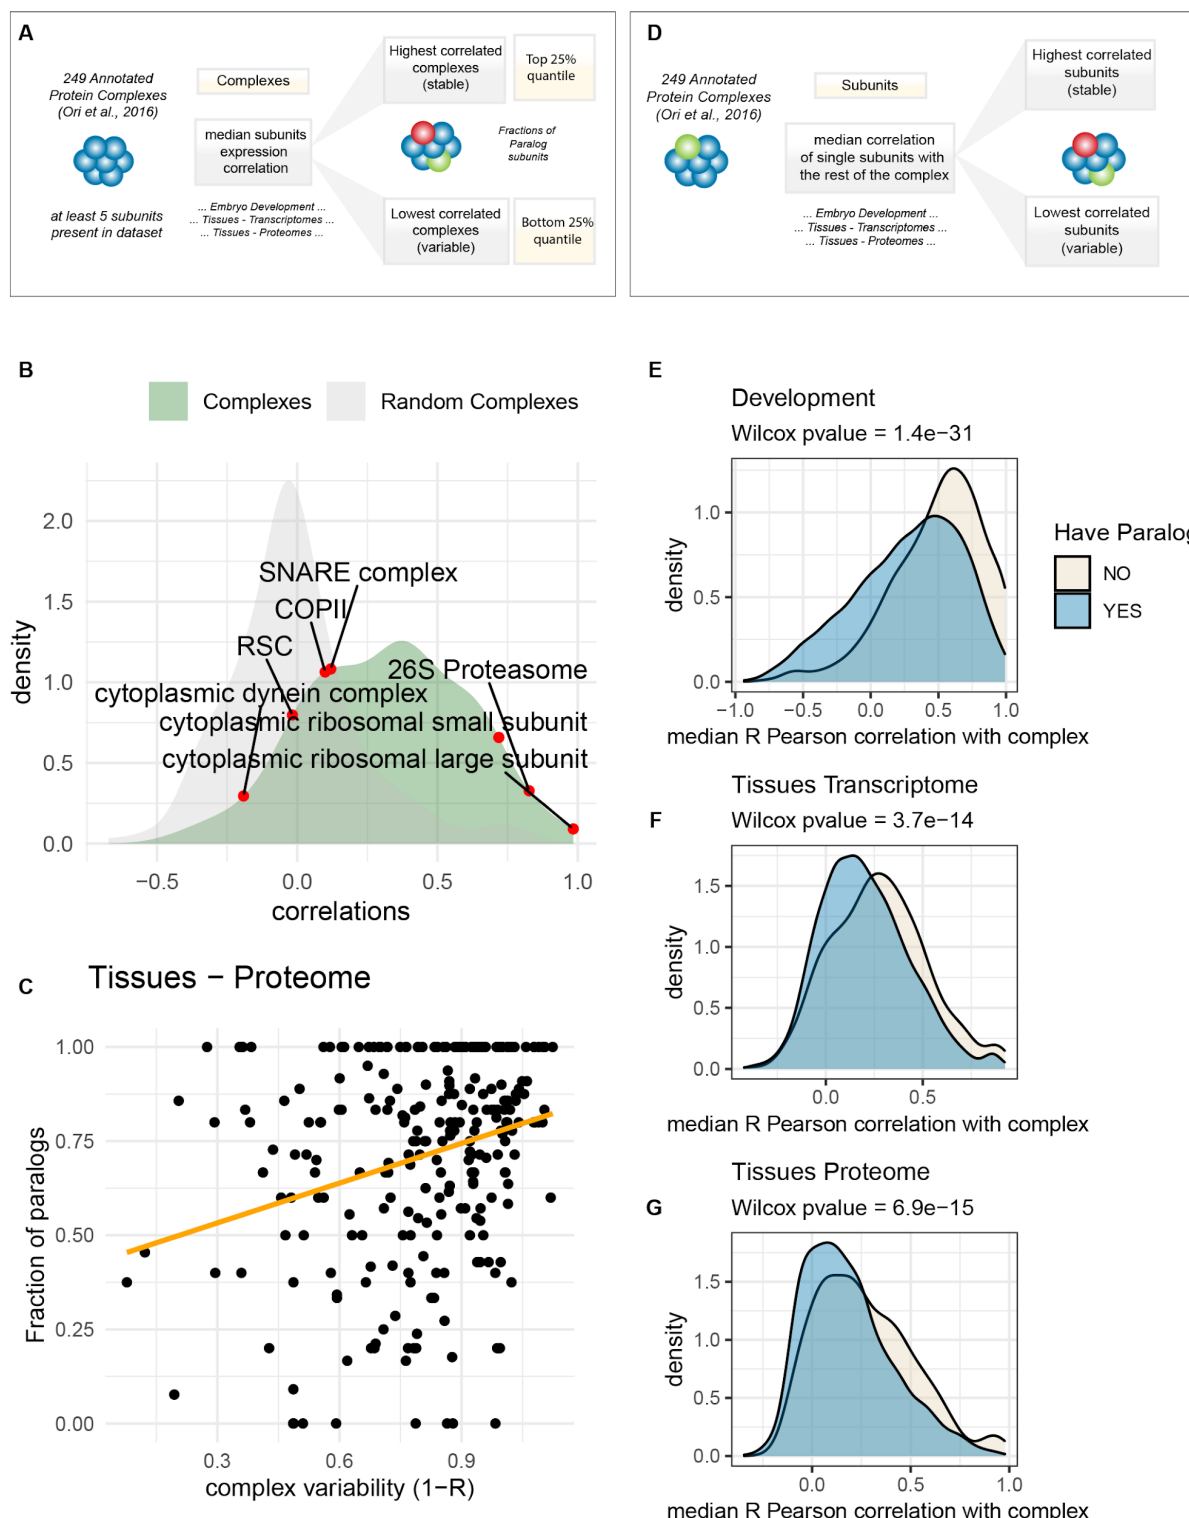 A
249 Annotated
Protein Complexes
(Ori et al., 2016)
at least 5 subunits
present in dataset
Complexes
median subunits
expression
correlation
... Embryo Development ...
... Tissues - Transcriptomes ...
... Tissues - Proteomes ...
Highest correlated
complexes
(stable)
Top 25%
quantile
Fractions of
Paralog
subunits
Lowest correlated
complexes
(variable)
Bottom 25%
quantile
D
249 Annotated
Protein Complexes
(Ori et al., 2016)
Subunits
median correlation
of single subunits with
the rest of the complex
... Embryo Development ...
... Tissues - Transcriptomes ...
... Tissues - Proteomes ...
Highest correlated
subunits
(stable)
Lowest correlated
subunits
(variable)
B
Complexes
Random Complexes
density
2.0
1.5
1.0
0.5
0.0
SNARE complex
COPII
RSC
26S Proteasome
cytoplasmic dynein complex
cytoplasmic ribosomal small subunit
cytoplasmic ribosomal large subunit
−0.5 0.0 0.5 1.0
correlations
C
Tissues − Proteome
Fraction of paralogs
1.00
0.75
0.50
0.25
0.00
0.3 0.6 0.9
complex variability (1−R)
E
Development
Wilcox pvalue = 1.4e−31
density
1.0
0.5
0.0
−1.0 −0.5 0.0 0.5 1.0
median R Pearson correlation with complex
Have Paralog
NO
YES
Tissues Transcriptome
F
Wilcox pvalue = 3.7e−14
density
1.5
1.0
0.5
0.0
0.0 0.5
median R Pearson correlation with complex
Tissues Proteome
G
Wilcox pvalue = 6.9e−15
density
1.5
1.0
0.5
0.0
0.0 0.5 1.0
median R Pearson correlation with complex